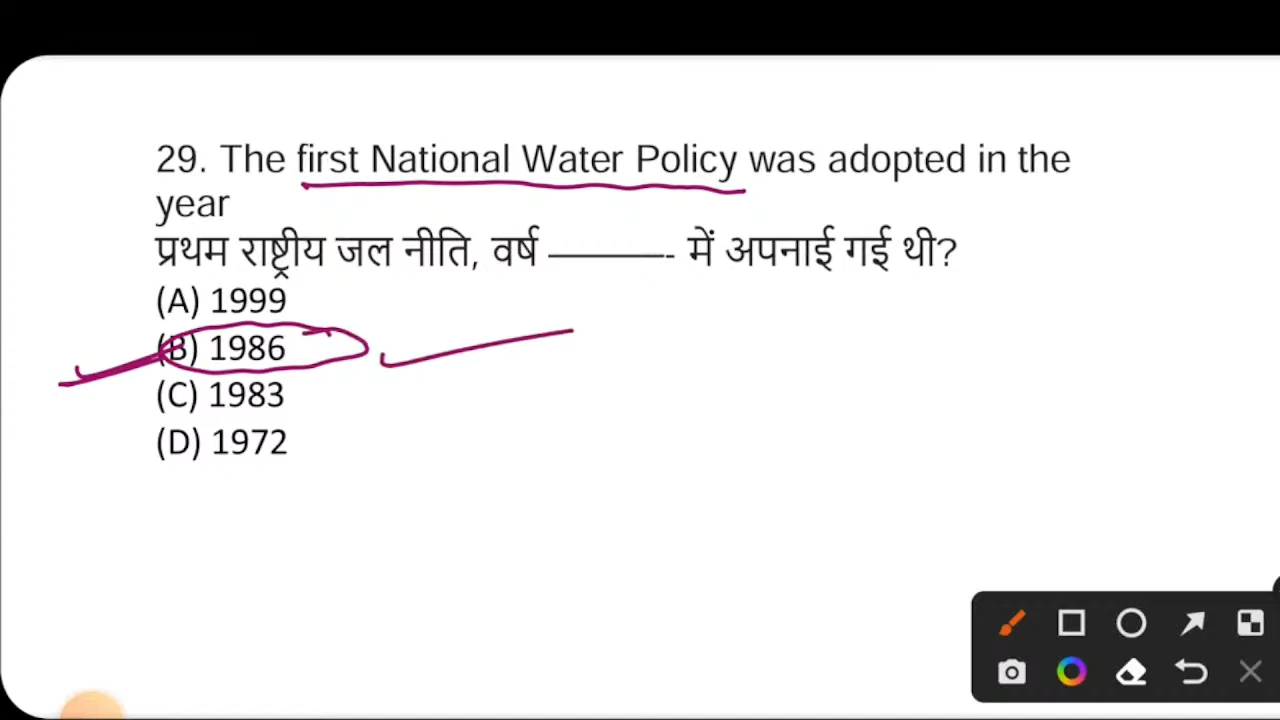 29. The first National Water Policy was adopted in the
year
प्रथम राष्ट्रीय जल नीति, वर्ष ————- में अपनाई गई थी?
(A) 1999
(B) 1986
(C) 1983
(D) 1972